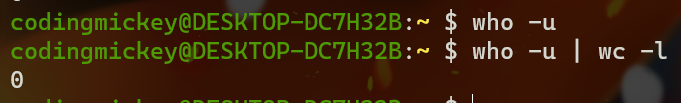 codingmickey@DESKTOP-DC7H32B:~ $ who -u
codingmickey@DESKTOP-DC7H32B:~ $ who -u | wc -l
0